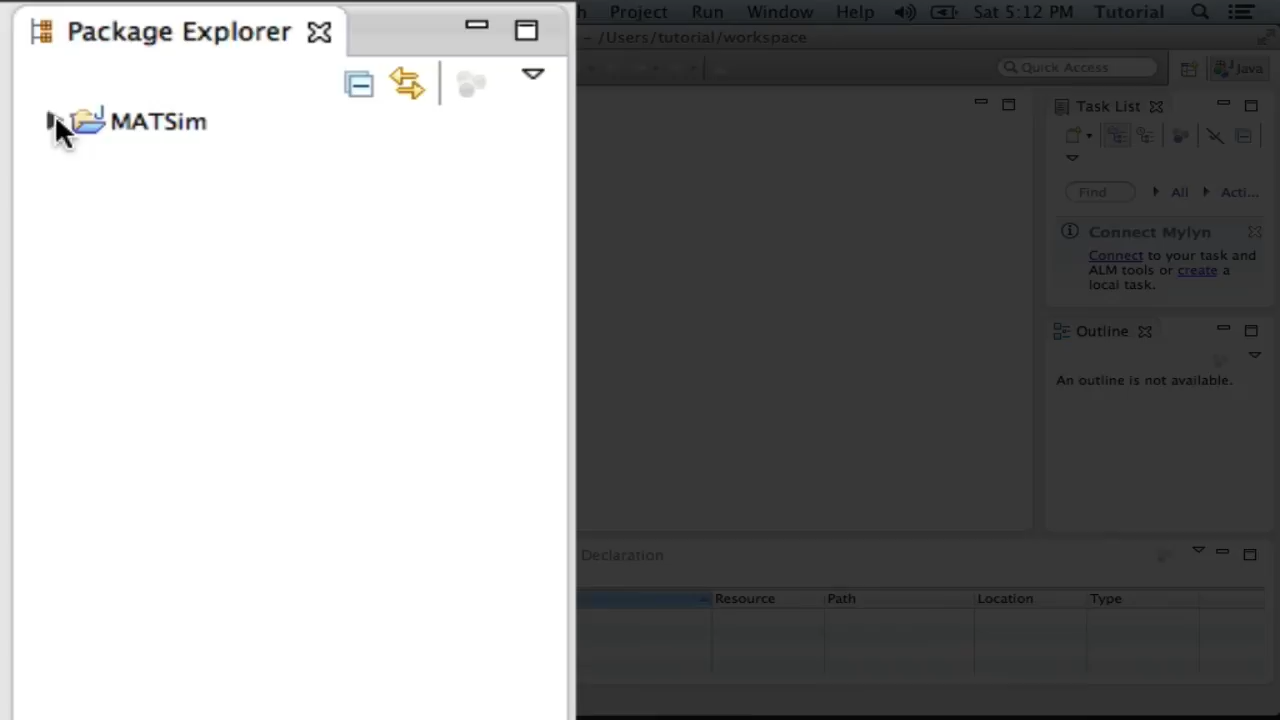 Package Explorer
MATSim
h Project Run Window Help Sat 5:12 PM Tutorial
- /Users/tutorial/workspace
Quick Access
Java
Task List
Find
All
Acti...
Connect Mylyn
Connect to your task and
ALM tools or create a
local task.
Outline
An outline is not available.
Declaration
Resource Path Location Type